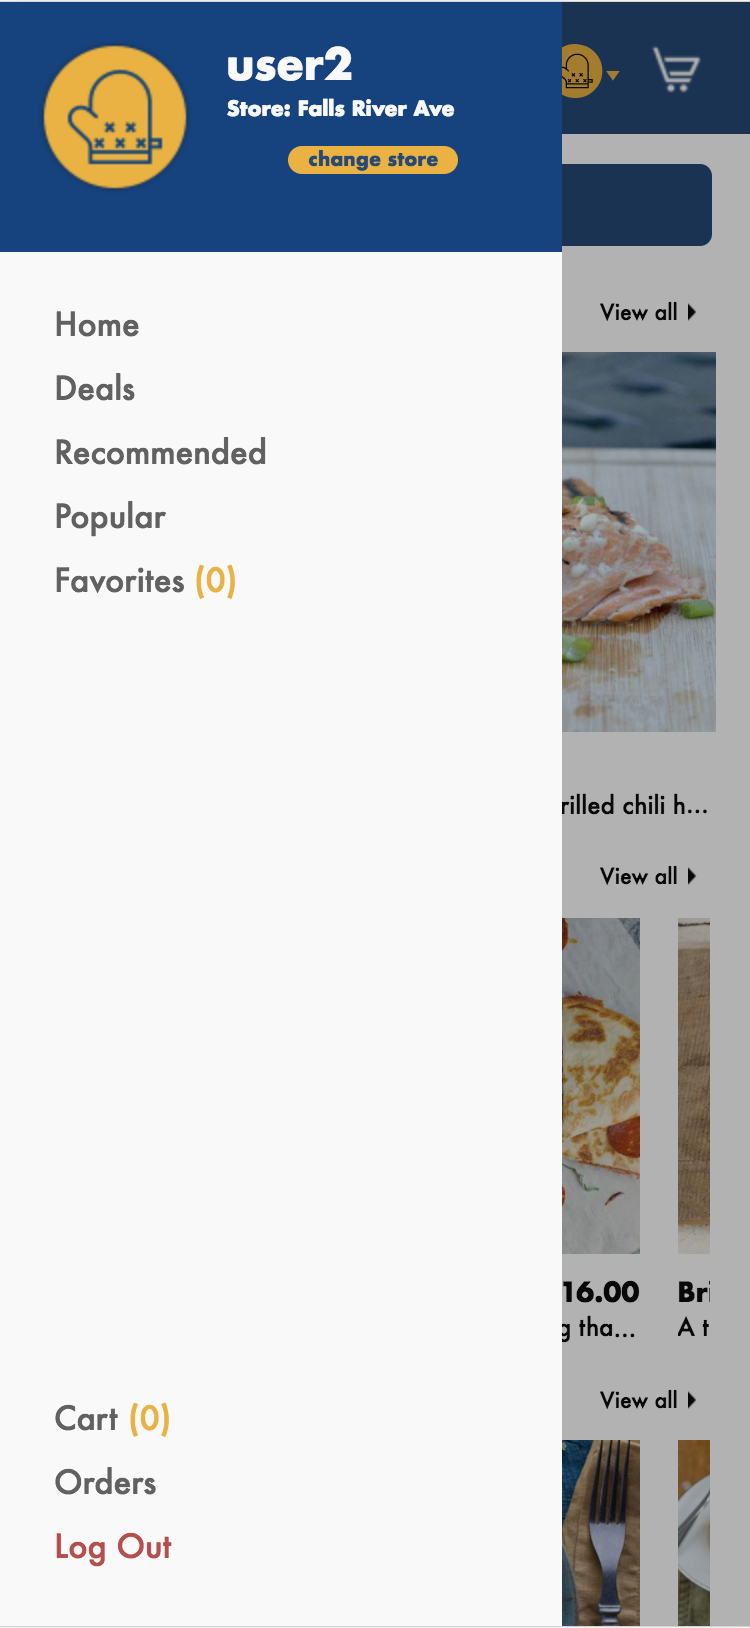 user2
Store: Falls River Ave
change store
Home
Deals
Recommended
Popular
Favorites (0)
Cart (0)
Orders
Log Out
View all
rilled chili h...
View all
16.00
Bri
g tha...
A t
View all